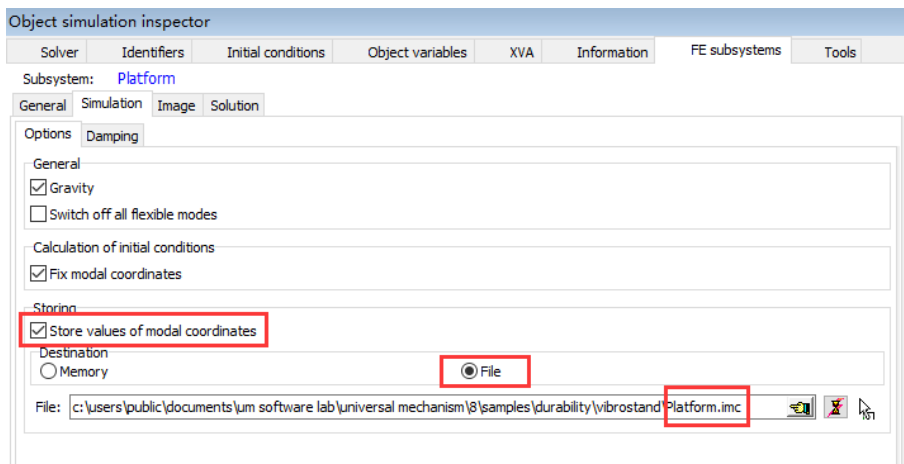 Object simulation inspector
Solver Identifiers Initial conditions Object variables XVA Information FE subsystems Tools
Subsystem: Platform
General Simulation Image Solution
Options Damping
General
Gravity
Switch off all flexible modes
Calculation of initial conditions
Fix modal coordinates
Storing
Store values of modal coordinates
Destination
Memory File
File: c:\users\public\documents\um software lab\universal mechanism\8\samples\durability\vibrostand\Platform.imc